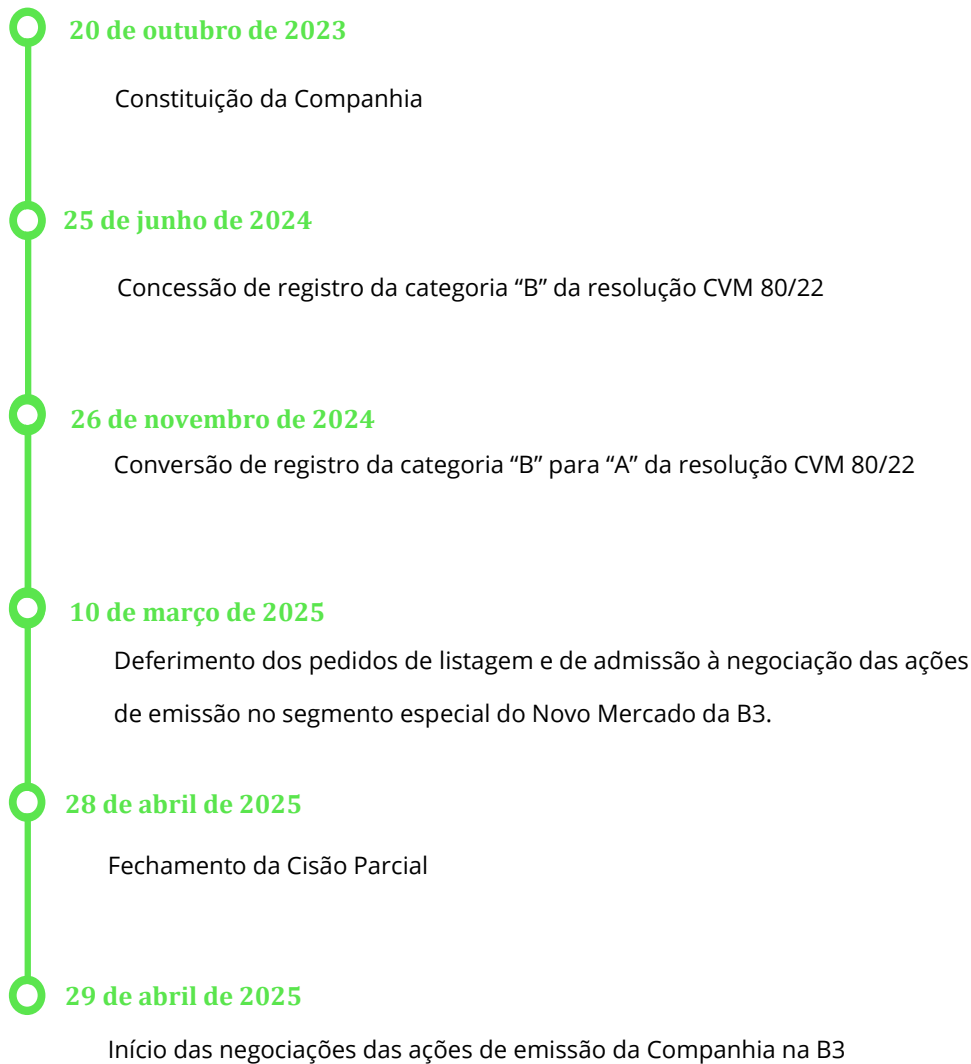 20 de outubro de 2023
Constituição da Companhia
25 de junho de 2024
Concessão de registro da categoria “B” da resolução CVM 80/22
26 de novembro de 2024
Conversão de registro da categoria “B” para “A” da resolução CVM 80/22
10 de março de 2025
Deferimento dos pedidos de listagem e de admissão à negociação das ações
de emissão no segmento especial do Novo Mercado da B3.
28 de abril de 2025
Fechamento da Cisão Parcial
29 de abril de 2025
Início das negociações das ações de emissão da Companhia na B3